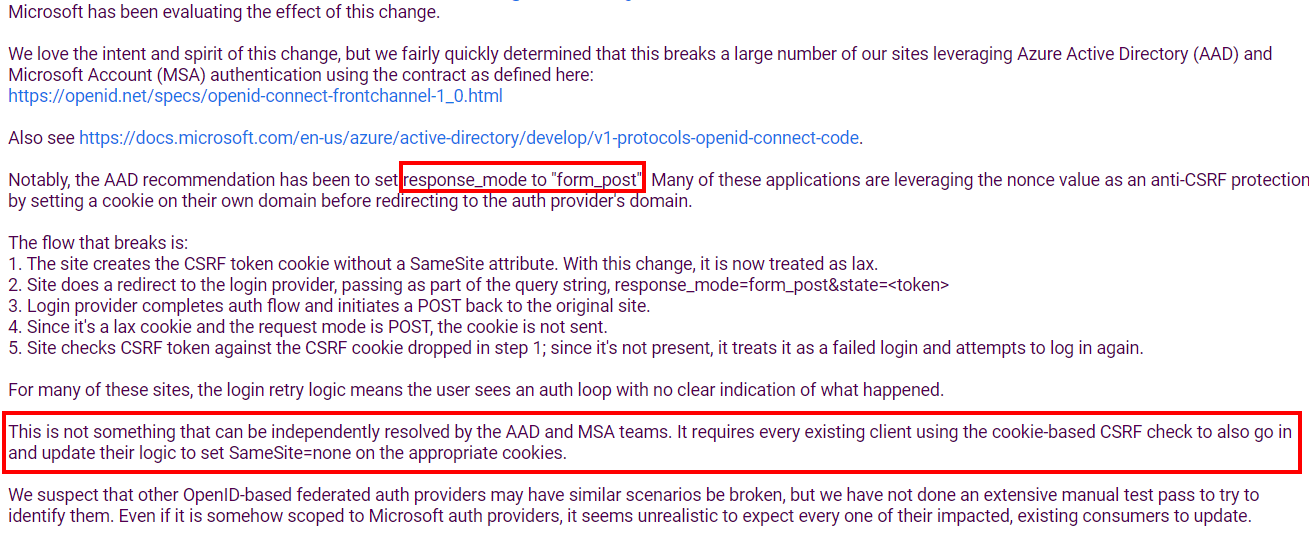 Microsoft has been evaluating the effect of this change.
We love the intent and spirit of this change, but we fairly quickly determined that this breaks a large number of our sites leveraging Azure Active Directory (AAD) and
Microsoft Account (MSA) authentication using the contract as defined here:
https://openid.net/specs/openid-connect-frontchannel-1_0.html
Also see https://docs.microsoft.com/en-us/azure/active-directory/develop/v1-protocols-openid-connect-code.
Notably, the AAD recommendation has been to set response_mode to "form_post" Many of these applications are leveraging the nonce value as an anti-CSRF protection
by setting a cookie on their own domain before redirecting to the auth provider's domain.
The flow that breaks is:
1. The site creates the CSRF token cookie without a SameSite attribute. With this change, it is now treated as lax.
2. Site does a redirect to the login provider, passing as part of the query string, response_mode=form_post&state=<token>
3. Login provider completes auth flow and initiates a POST back to the original site.
4. Since it's a lax cookie and the request mode is POST, the cookie is not sent.
5. Site checks CSRF token against the CSRF cookie dropped in step 1; since it's not present, it treats it as a failed login and attempts to log in again.
For many of these sites, the login retry logic means the user sees an auth loop with no clear indication of what happened.
This is not something that can be independently resolved by the AAD and MSA teams. It requires every existing client using the cookie-based CSRF check to also go in
and update their logic to set SameSite=none on the appropriate cookies.
We suspect that other OpenID-based federated auth providers may have similar scenarios be broken, but we have not done an extensive manual test pass to try to
identify them. Even if it is somehow scoped to Microsoft auth providers, it seems unrealistic to expect every one of their impacted, existing consumers to update.